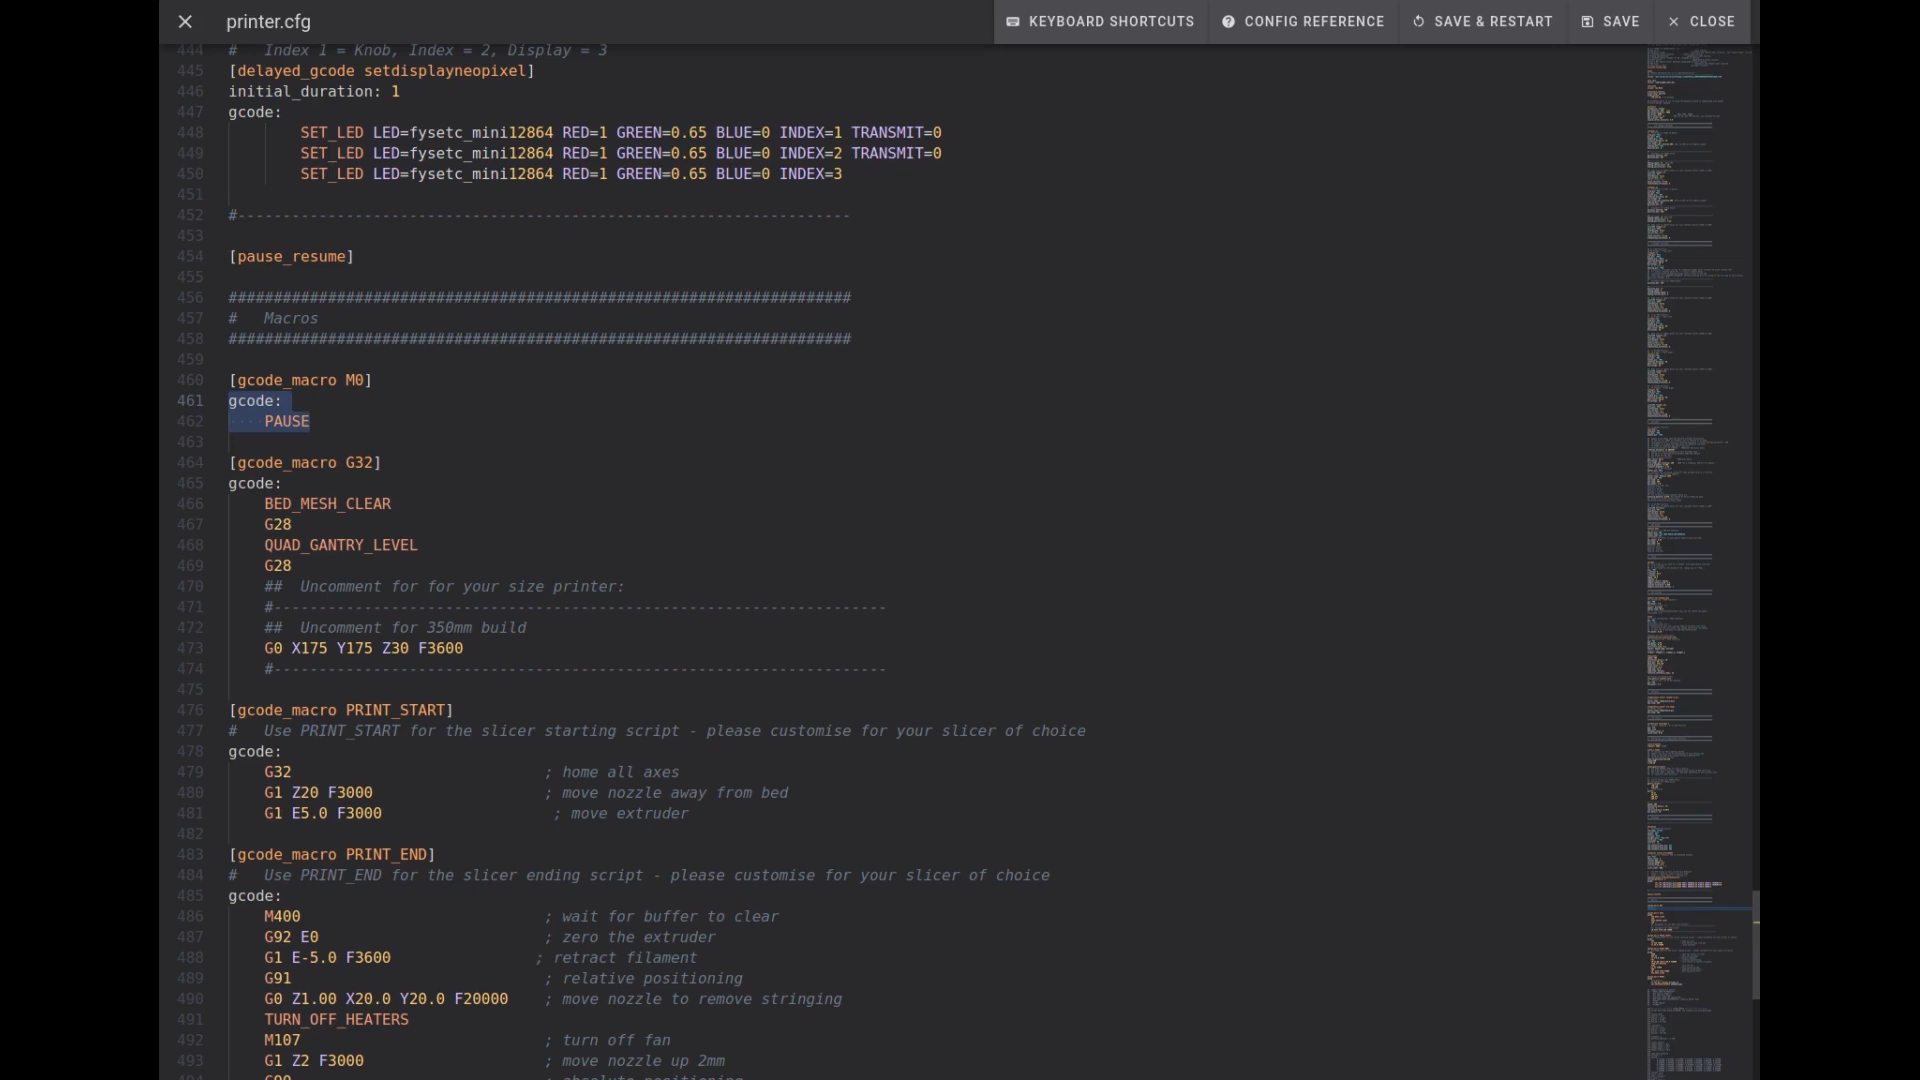 printer.cfg
KEYBOARD SHORTCUTS
CONFIG REFERENCE
SAVE & RESTART
SAVE
CLOSE
444 #   Index 1 = Knob, Index = 2, Display = 3
445 [delayed_gcode setdisplayneopixel]
446 initial_duration: 1
447 gcode:
448         SET_LED LED=fysetc_mini12864 RED=1 GREEN=0.65 BLUE=0 INDEX=1 TRANSMIT=0
449         SET_LED LED=fysetc_mini12864 RED=1 GREEN=0.65 BLUE=0 INDEX=2 TRANSMIT=0
450         SET_LED LED=fysetc_mini12864 RED=1 GREEN=0.65 BLUE=0 INDEX=3
451
452 #--------------------------------------------------------------------
453
454 [pause_resume]
455
456 #####################################################################
457 #   Macros
458 #####################################################################
459
460 [gcode_macro M0]
461 gcode:
462 ····PAUSE
463
464 [gcode_macro G32]
465 gcode:
466     BED_MESH_CLEAR
467     G28
468     QUAD_GANTRY_LEVEL
469     G28
470     ##  Uncomment for for your size printer:
471     #--------------------------------------------------------------------
472     ##  Uncomment for 350mm build
473     G0 X175 Y175 Z30 F3600
474     #--------------------------------------------------------------------
475
476 [gcode_macro PRINT_START]
477 #   Use PRINT_START for the slicer starting script - please customise for your slicer of choice
478 gcode:
479     G32                            ; home all axes
480     G1 Z20 F3000                   ; move nozzle away from bed
481     G1 E5.0 F3000                   ; move extruder
482
483 [gcode_macro PRINT_END]
484 #   Use PRINT_END for the slicer ending script - please customise for your slicer of choice
485 gcode:
486     M400                           ; wait for buffer to clear
487     G92 E0                         ; zero the extruder
488     G1 E-5.0 F3600                ; retract filament
489     G91                            ; relative positioning
490     G0 Z1.00 X20.0 Y20.0 F20000    ; move nozzle to remove stringing
491     TURN_OFF_HEATERS
492     M107                           ; turn off fan
493     G1 Z2 F3000                    ; move nozzle up 2mm
494     G90                            ; absolute positioning